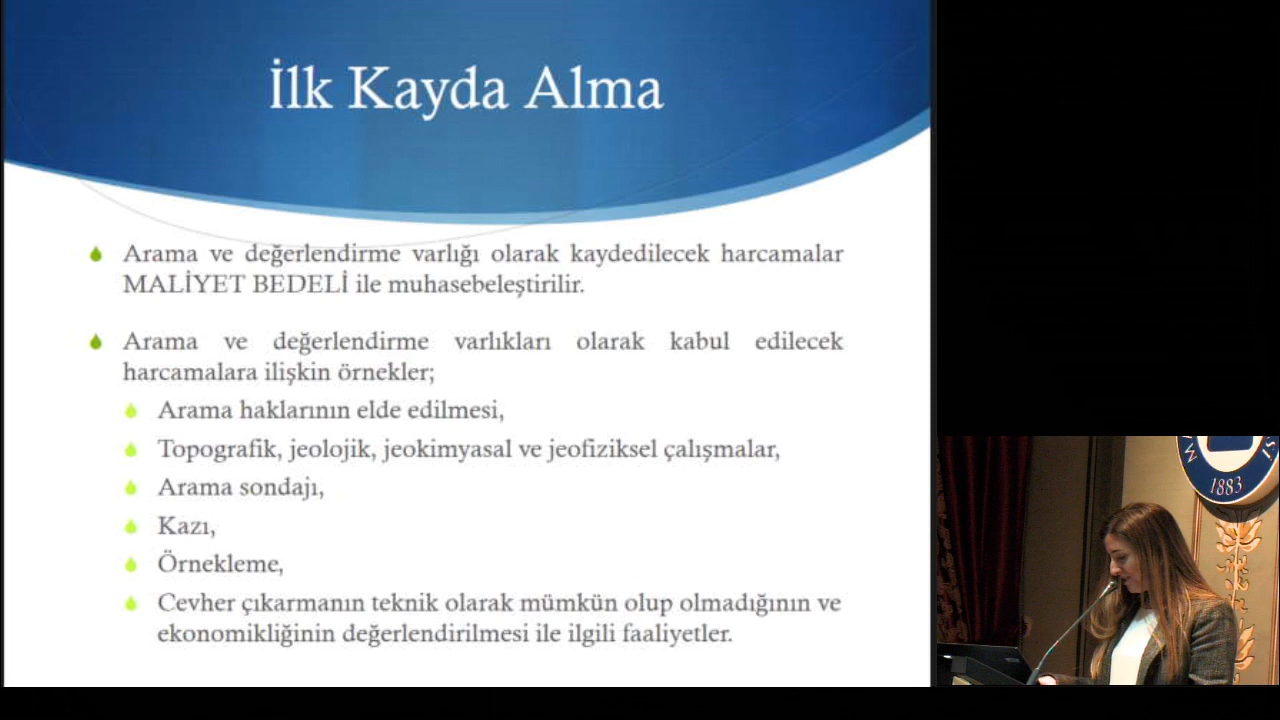 İlk Kayda Alma
Arama ve değerlendirme varlığı olarak kaydedilecek harcamalar
MALİYET BEDELİ ile muhasebeleştirilir.
Arama ve değerlendirme varlıkları olarak kabul edilecek
harcamalara ilişkin örnekler;
Arama haklarının elde edilmesi,
Topografik, jeolojik, jeokimyasal ve jeofiziksel çalışmalar,
Arama sondajı,
Kazı,
Örnekleme,
Cevher çıkarmanın teknik olarak mümkün olup olmadığının ve
ekonomikliğinin değerlendirilmesi ile ilgili faaliyetler.
1883